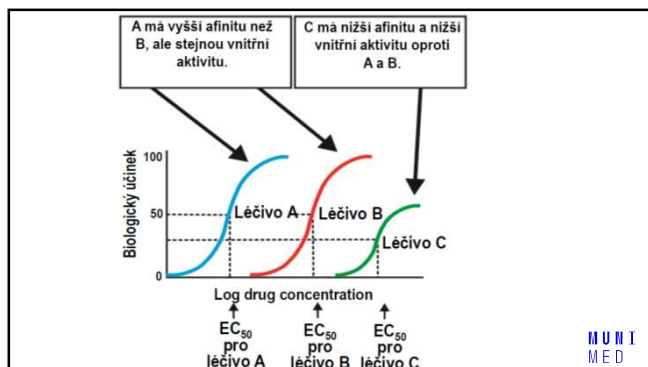 A má vyšší afinitu než
B, ale stejnou vnitřní
aktivitu.
C má nižší afinitu a nižší
vnitřní aktivitu oproti
A a B.
Biologický účinek
100
50
0
Léčivo A
Léčivo B
Léčivo C
Log drug concentration
EC50
pro
léčivo A
EC50
pro
léčivo B
EC50
pro
léčivo C
MUNI
MED